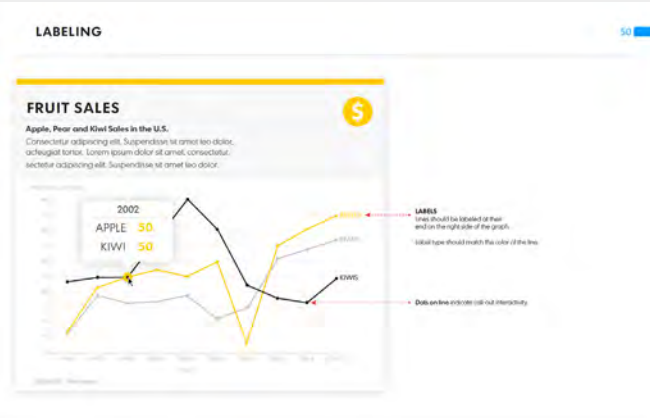 LABELING
50
FRUIT SALES
$
Apple, Pear and Kiwi Sales in the U.S.
Consectetur adipiscing elit. Suspendisse sit amet leo dolor,
acfeugiat tortor. Lorem ipsum dolor sit amet, consectetur,
sectetur adipiscing elit. Suspendisse sit amet leo dolor.
2002
APPLE 50
KIWI 50
KIWIS
LABELS
Lines should be labeled at their
end on the right side of the graph.
Label type should match the color of the line.
Dots on line indicate call-out interactivity.